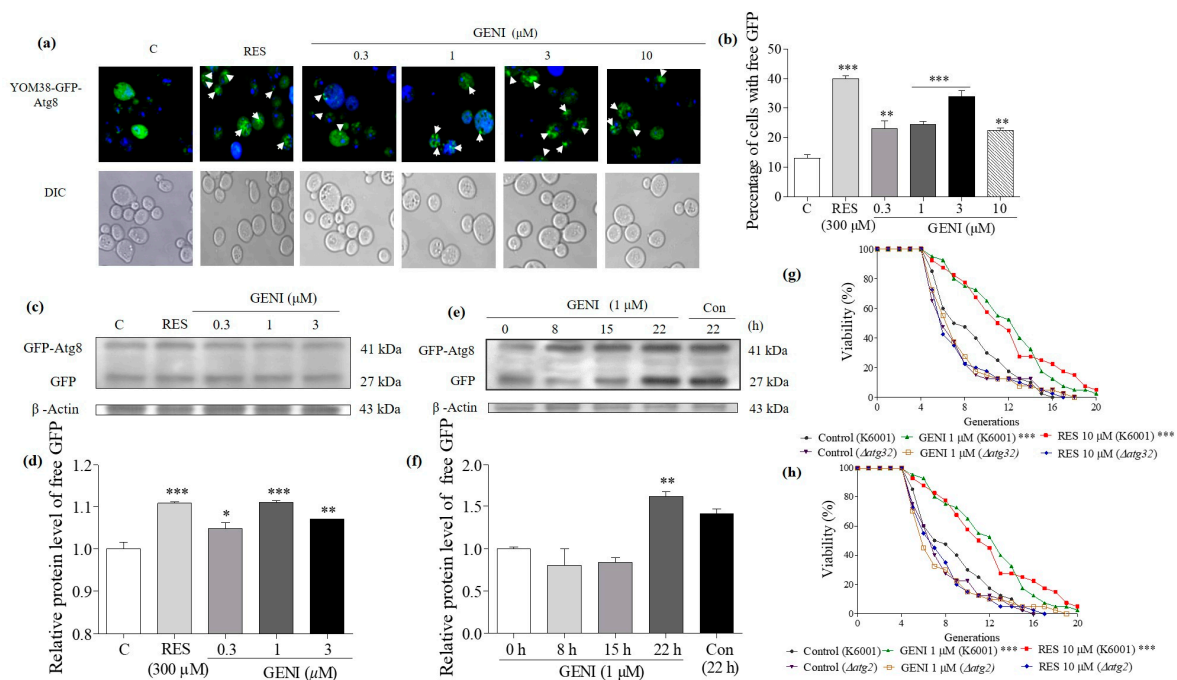 (a)
C
RES
GENI (μM)
0.3
1
3
10
YOM38-GFP-
Atg8
DIC
(b)
Percentage of cells with free GFP
50
40
30
20
10
0
***
**
***
**
C
RES
(300 μM)
0.3
1
3
10
GENI (μM)
(c)
GENI (μM)
C
RES
0.3
1
3
GFP-Atg8
41 kDa
GFP
27 kDa
β -Actin
43 kDa
(e)
GENI (1 μM)
Con
0
8
15
22
22
(h)
GFP-Atg8
41 kDa
GFP
27 kDa
β -Actin
43 kDa
(d)
Relative protein level of free GFP
1.2
1.1
1.0
0.9
0.8
***
*
***
**
C
RES
(300 μM)
0.3
1
3
GENI (μM)
(f)
Relative protein level of free GFP
2.0
1.5
1.0
0.5
0.0
**
0 h
8 h
15 h
22 h
Con
(22 h)
GENI (1 μM)
(g)
Viability (%)
100
80
60
40
20
0
0 4 8 12 16 20
Generations
Control (K6001) GENI 1 μM (K6001) *** RES 10 μM (K6001) ***
Control (Δatg32) GENI 1 μM (Δatg32) RES 10 μM (Δatg32)
(h)
Viability (%)
100
80
60
40
20
0
0 4 8 12 16 20
Generations
Control (K6001) GENI 1 μM (K6001) *** RES 10 μM (K6001) ***
Control (Δatg2) GENI 1 μM (Δatg2) RES 10 μM (Δatg2)